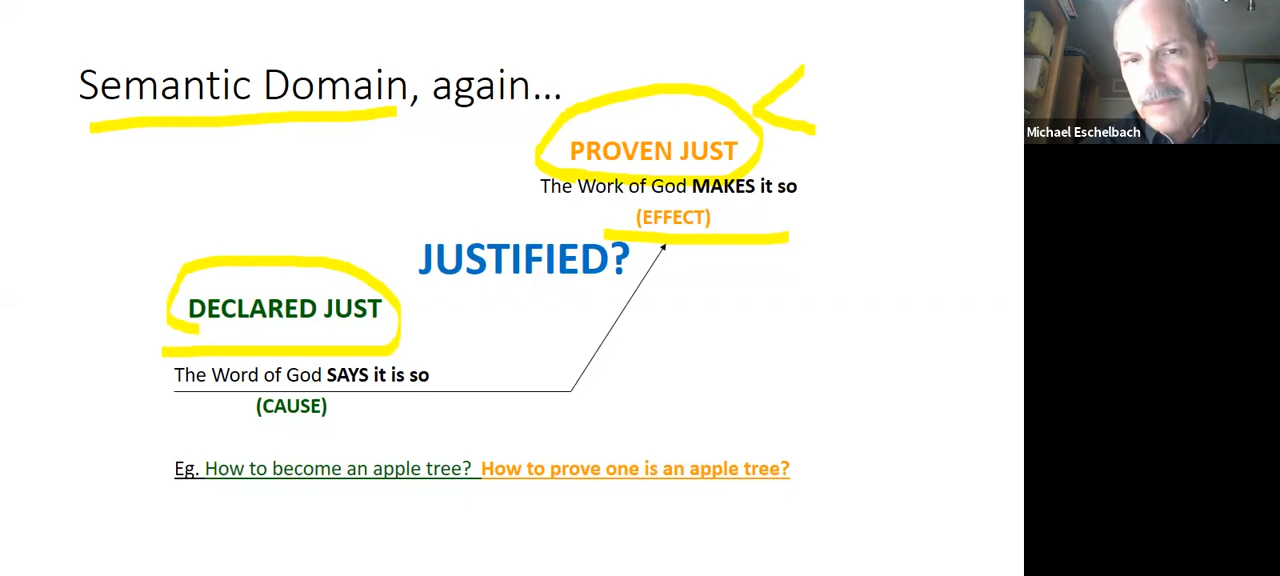 Semantic Domain, again...
PROVEN JUST
The Work of God MAKES it so
(EFFECT)
JUSTIFIED?
DECLARED JUST
The Word of God SAYS it is so
(CAUSE)
Eg. How to become an apple tree? How to prove one is an apple tree?
Michael Eschelbach